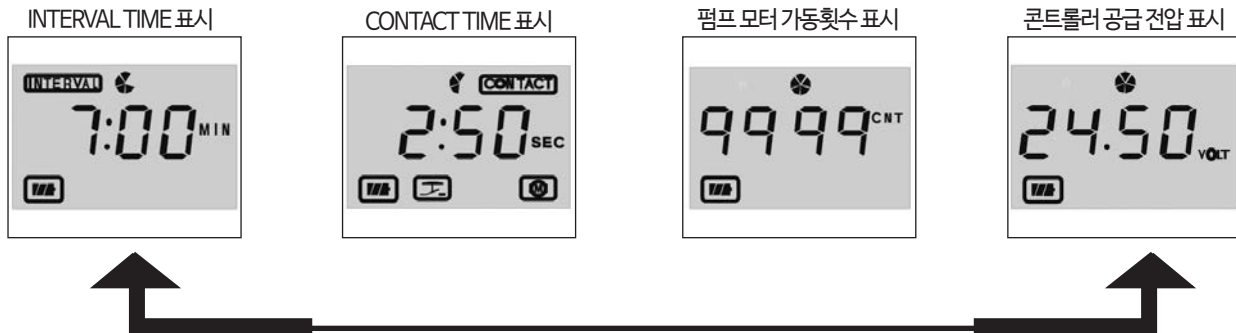 INTERVAL TIME 표시
INTERVAL
7:00 MIN
CONTACT TIME 표시
CONTACT
2:50 SEC
M
펌프 모터 가동횟수 표시
9999 CNT
콘트롤러 공급 전압 표시
24.50 VOLT